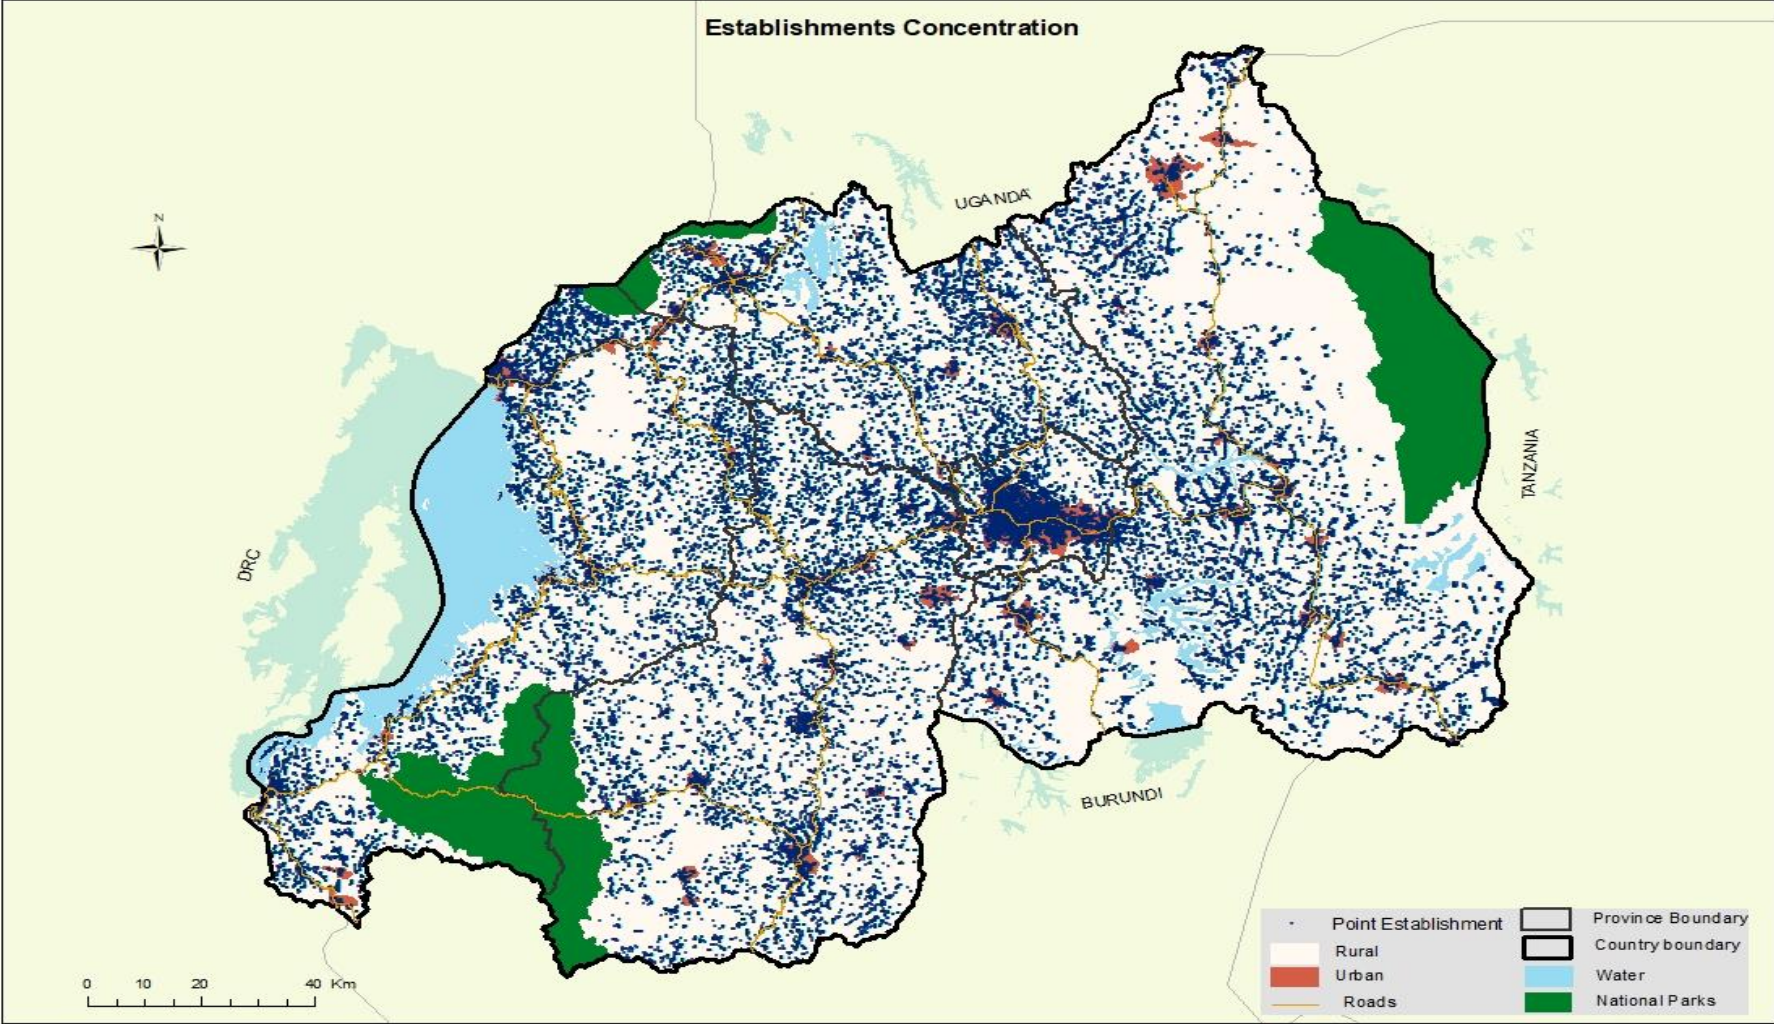 Establishments Concentration
N
UGANDA
TANZANIA
DRC
BURUNDI
Point Establishment
Rural
Urban
Roads
Province Boundary
Country boundary
Water
National Parks
0 10 20 40 Km